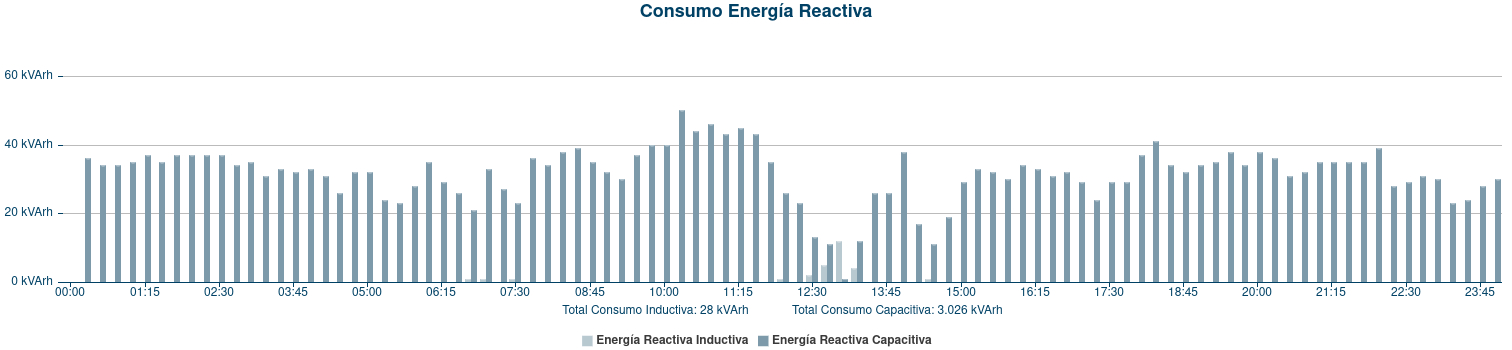 Consumo Energía Reactiva
60 kVArh
40 kVArh
20 kVArh
0 kVArh
00:00 01:15 02:30 03:45 05:00 06:15 07:30 08:45 10:00 11:15 12:30 13:45 15:00 16:15 17:30 18:45 20:00 21:15 22:30 23:45
Total Consumo Inductiva: 28 kVArh Total Consumo Capacitiva: 3.026 kVArh
Energía Reactiva Inductiva Energía Reactiva Capacitiva